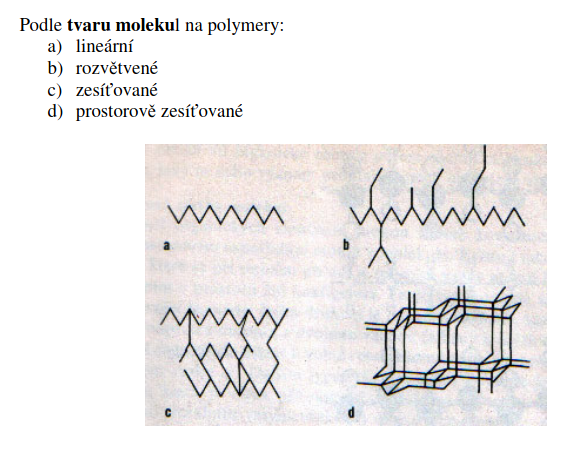 Podle tvaru molekul na polymery:
a) lineární
b) rozvětvené
c) zesíťované
d) prostorově zesíťované
a
b
c
d